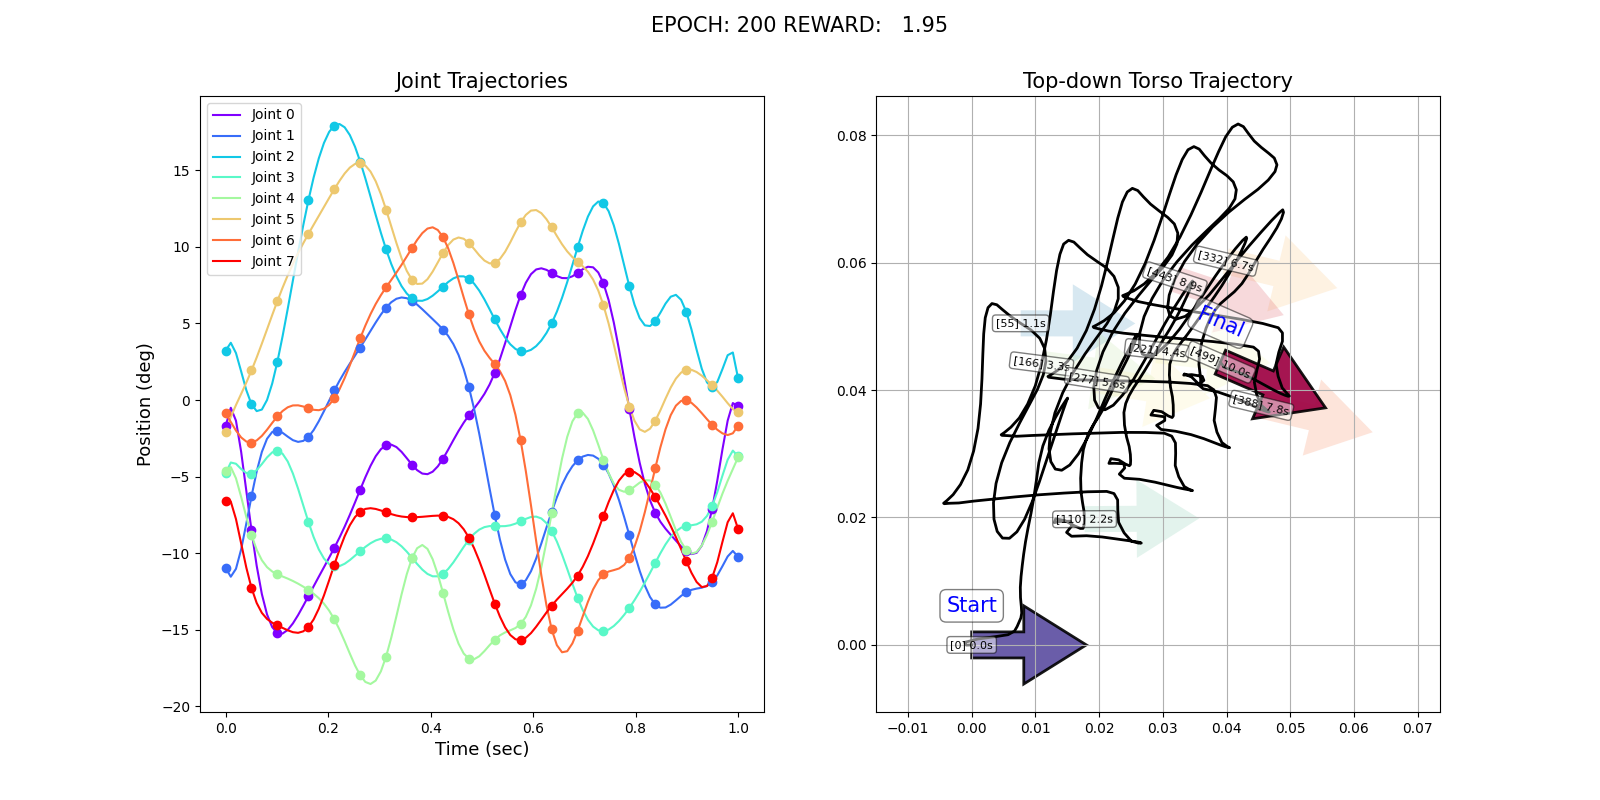 EPOCH: 200 REWARD:   1.95
Joint Trajectories
Joint 0
Joint 1
Joint 2
Joint 3
Joint 4
Joint 5
Joint 6
Joint 7
15
10
5
0
−5
−10
−15
−20
0.0 0.2 0.4 0.6 0.8 1.0
Position (deg)
Time (sec)
Top-down Torso Trajectory
0.08
0.06
0.04
0.02
0.00
−0.01 0.00 0.01 0.02 0.03 0.04 0.05 0.06 0.07
[332] 6.7s
[443] 8.9s
Final
[55] 1.1s
[221] 4.4s
[499] 10.0s
[166] 3.3s
[277] 5.6s
[388] 7.8s
[110] 2.2s
Start
[0] 0.0s